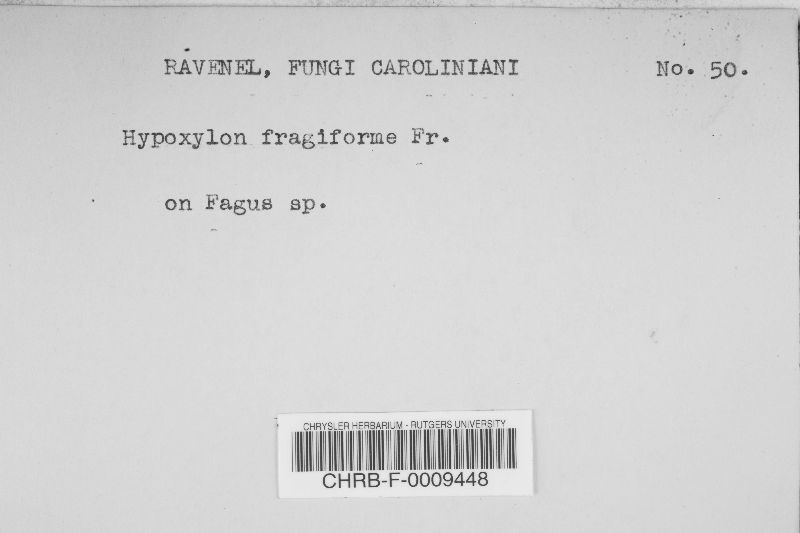 RAVENEL, FUNGI CAROLINIANI No. 50.
Hypoxylon fragiforme Fr.
on Fagus sp.
CHRYSLER HERBARIUM - RUTGERS UNIVERSITY
CHRB-F-0009448